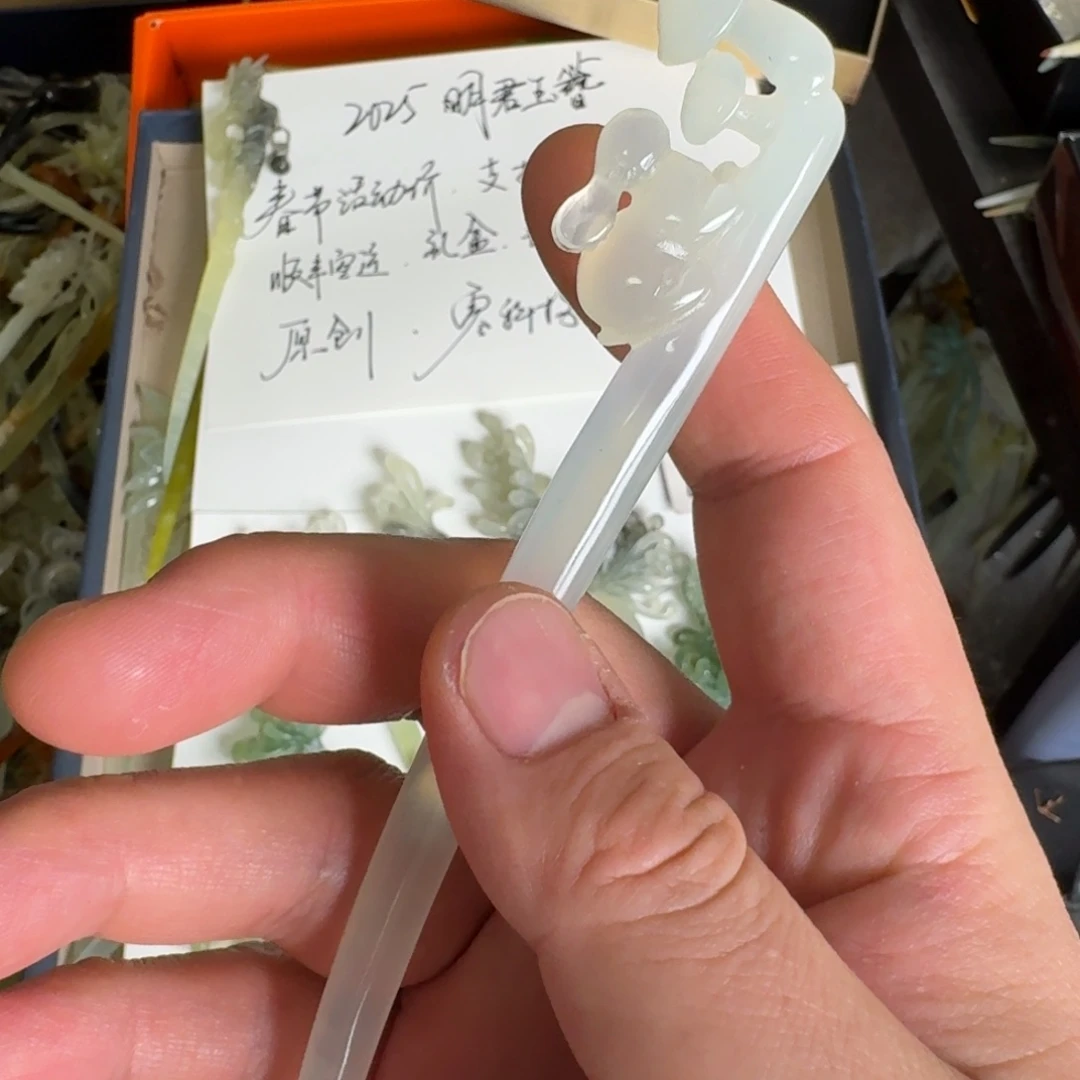 2025 明君玉簪
春节活动价.支
顺丰空运.礼盒.
原创.